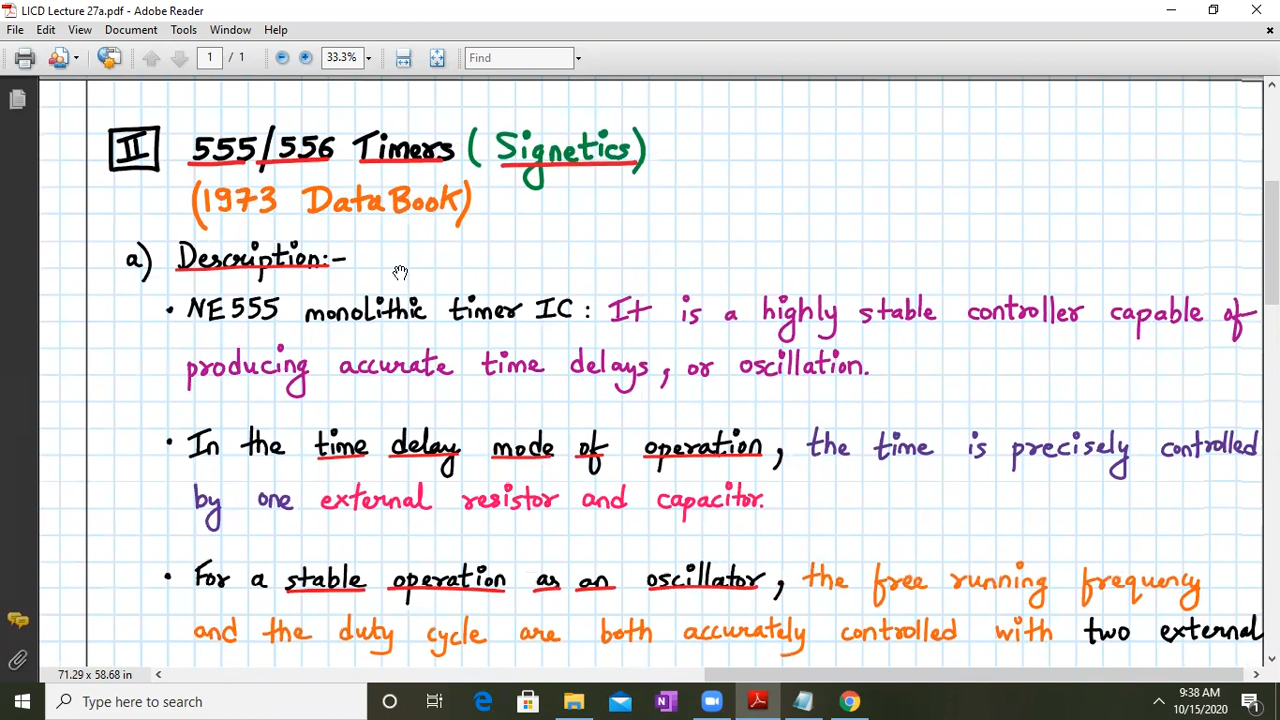 LICD Lecture 27a.pdf - Adobe Reader
File Edit View Document Tools Window Help
1 / 1 33.3% Find
II 555/556 Timers (Signetics)
(1973 DataBook)
a) Description:-
• NE555 monolithic timer IC: It is a highly stable controller capable of
producing accurate time delays, or oscillation.
• In the time delay mode of operation, the time is precisely controlled
by one external resistor and capacitor.
• For a stable operation as an oscillator, the free running frequency
and the duty cycle are both accurately controlled with two external
71.29 x 58.68 in
Type here to search
9:38 AM
10/15/2020
1